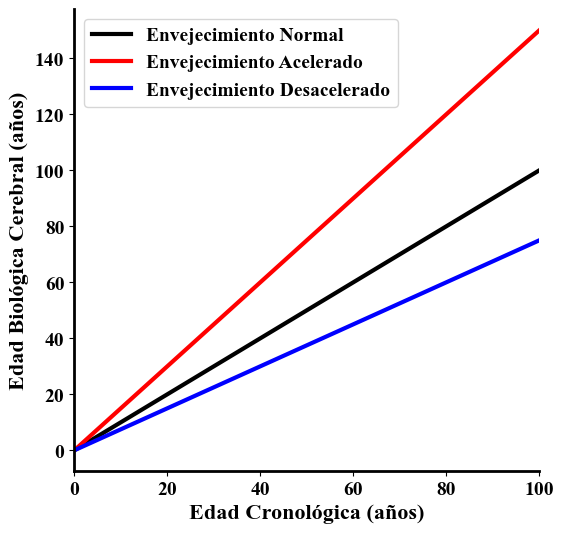 Envejecimiento Normal
Envejecimiento Acelerado
Envejecimiento Desacelerado
Edad Biológica Cerebral (años)
140
120
100
80
60
40
20
0
0 20 40 60 80 100
Edad Cronológica (años)